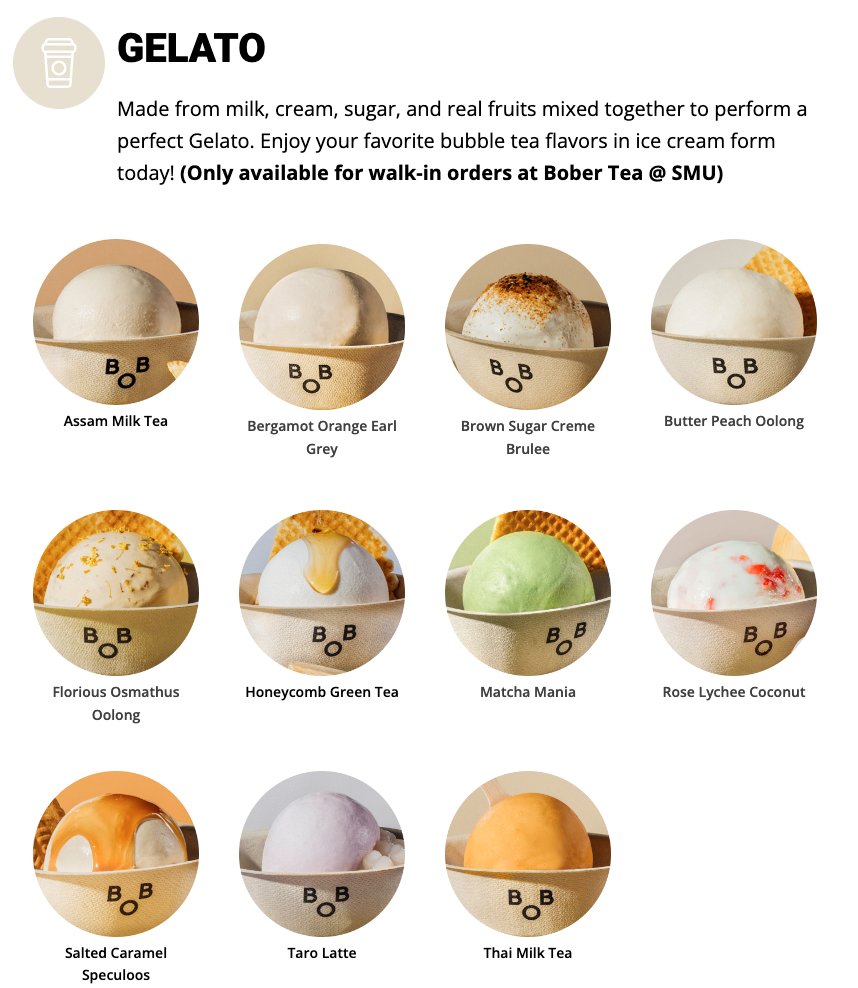 GELATO
Made from milk, cream, sugar, and real fruits mixed together to perform a
perfect Gelato. Enjoy your favorite bubble tea flavors in ice cream form
today! (Only available for walk-in orders at Bober Tea @ SMU)
BOB
BOB
BOB
BOB
Assam Milk Tea
Bergamot Orange Earl
Grey
Brown Sugar Creme
Brulee
Butter Peach Oolong
BOB
BOB
BOB
BOB
Florious Osmathus
Oolong
Honeycomb Green Tea
Matcha Mania
Rose Lychee Coconut
BOB
BOB
BOB
Salted Caramel
Speculoos
Taro Latte
Thai Milk Tea